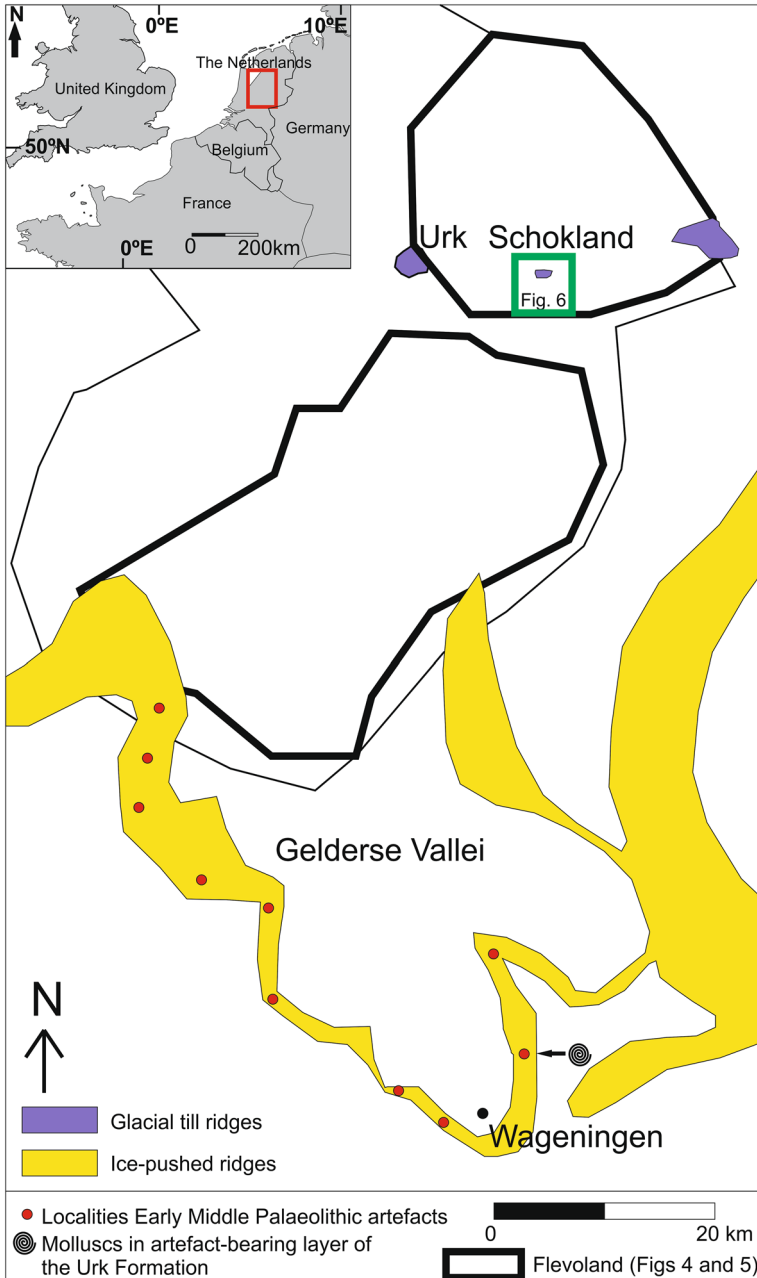 N
0ºE
10ºE
The Netherlands
United Kingdom
Germany
50ºN
Belgium
France
0ºE
0 200km
Urk Schokland
Fig. 6
Gelderse Vallei
N
Wageningen
Glacial till ridges
Ice-pushed ridges
Localities Early Middle Palaeolithic artefacts
Molluscs in artefact-bearing layer of
the Urk Formation
0 20 km
Flevoland (Figs 4 and 5)